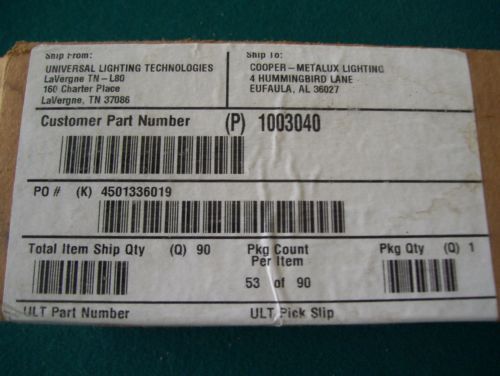 Ship From:
UNIVERSAL LIGHTING TECHNOLOGIES
LaVergne TN-L80
160 Charter Place
LaVergne, TN 37086
Ship To:
COOPER-METALUX LIGHTING
4 HUMMINGBIRD LANE
EUFAULA, AL 36027
Customer Part Number (P) 1003040
PO # (K) 4501336019
Total Item Ship Qty (Q) 90
Pkg Count
Per Item
53 of 90
Pkg Qty (Q) 1
ULT Part Number
ULT Pick Slip